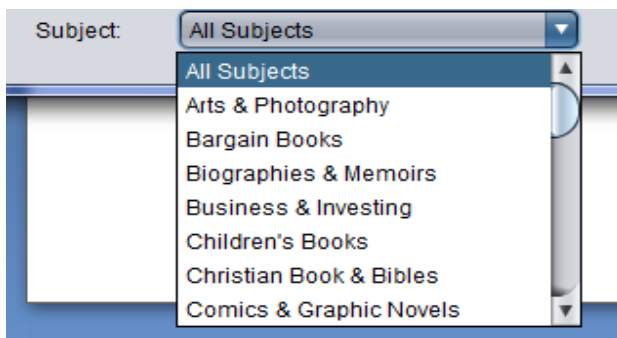 Subject: All Subjects
All Subjects
Arts & Photography
Bargain Books
Biographies & Memoirs
Business & Investing
Children's Books
Christian Book & Bibles
Comics & Graphic Novels